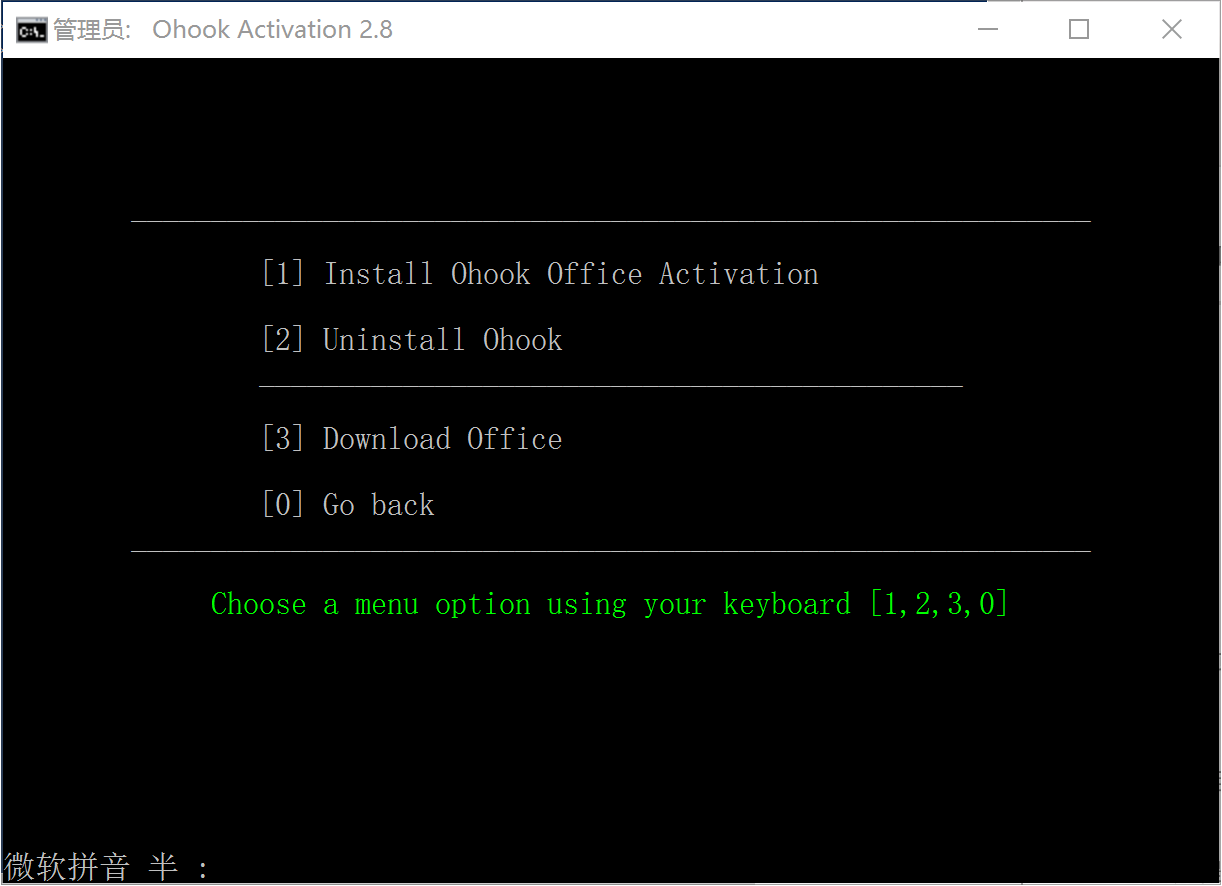 管理员: Ohook Activation 2.8
[1] Install Ohook Office Activation
[2] Uninstall Ohook
[3] Download Office
[0] Go back
Choose a menu option using your keyboard [1,2,3,0]
微软拼音 半 :